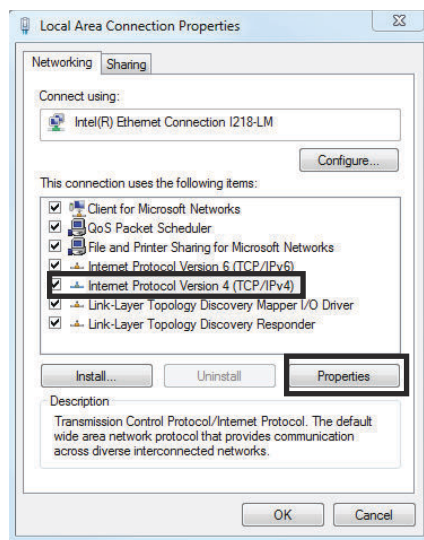 Local Area Connection Properties
Networking Sharing
Connect using:
Intel(R) Ethernet Connection I218-LM
Configure...
This connection uses the following items:
Client for Microsoft Networks
QoS Packet Scheduler
File and Printer Sharing for Microsoft Networks
Internet Protocol Version 6 (TCP/IPv6)
Internet Protocol Version 4 (TCP/IPv4)
Link-Layer Topology Discovery Mapper I/O Driver
Link-Layer Topology Discovery Responder
Install... Uninstall Properties
Description
Transmission Control Protocol/Internet Protocol. The default
wide area network protocol that provides communication
across diverse interconnected networks.
OK Cancel